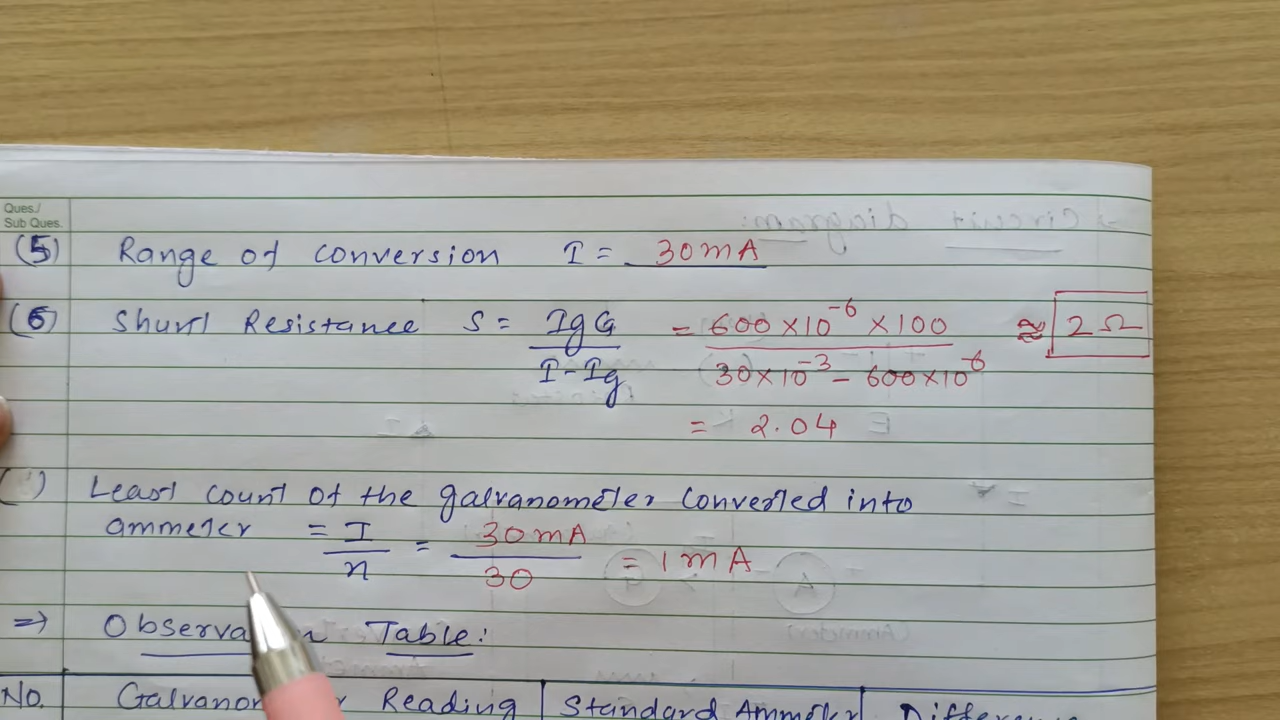 Ques./
Sub Ques.
(5) Range of conversion I = 30mA
(6) Shunt Resistance S = IgG / I-Ig = 600×10⁻⁶ ×100 / 30×10⁻³ - 600×10⁻⁶ ≈ 2Ω
= 2.04
Least count of the galvanometer converted into
ammeter = I / n = 30mA / 30 = 1mA
⇒ Table:
No. Reading Standard Ammeter